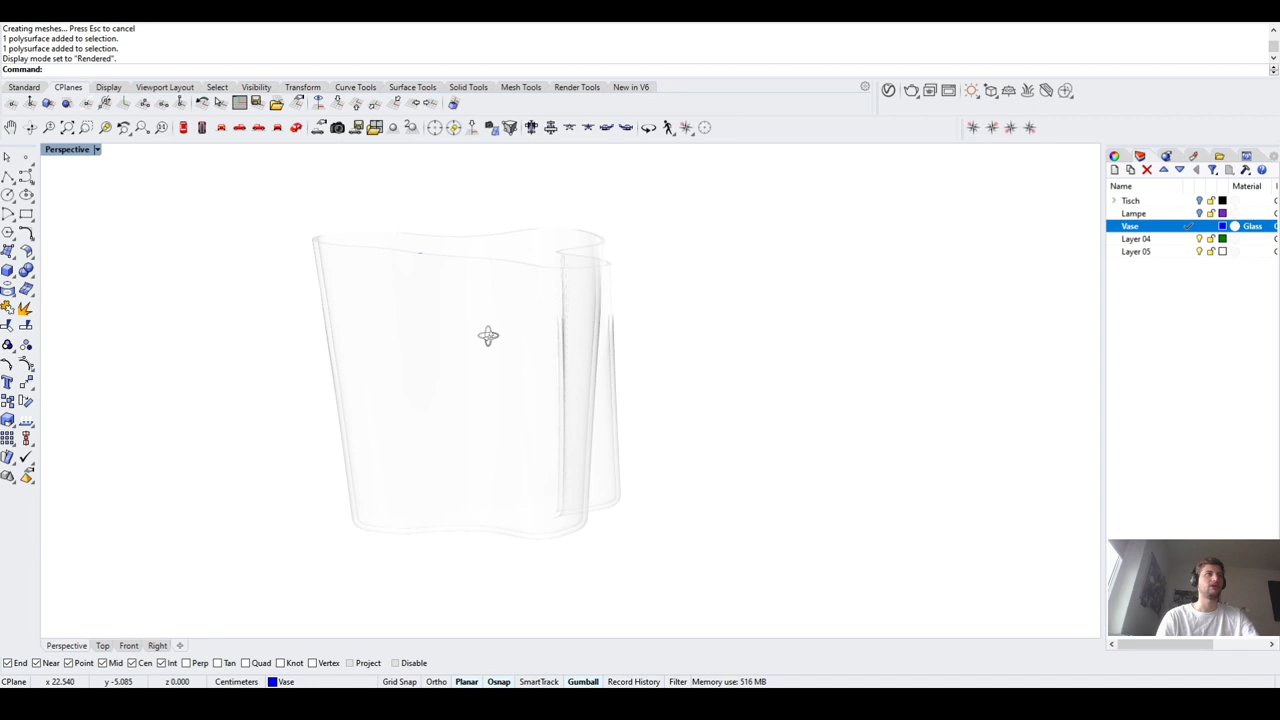 Creating meshes... Press Esc to cancel
1 polysurface added to selection.
1 polysurface added to selection.
Display mode set to "Rendered".
Command:
Standard CPlanes Display Viewport Layout Select Visibility Transform Curve Tools Surface Tools Solid Tools Mesh Tools Render Tools New in V6
Perspective
Name Material
Tisch
Lampe
Vase Glass
Layer 04
Layer 05
Perspective Top Front Right
End Near Point Mid Cen Int Perp Tan Quad Knot Vertex Project Disable
CPlane x 22.540 y -5.085 z 0.000 Centimeters Vase Grid Snap Ortho Planar Osnap SmartTrack Gumball Record History Filter Memory use: 516 MB